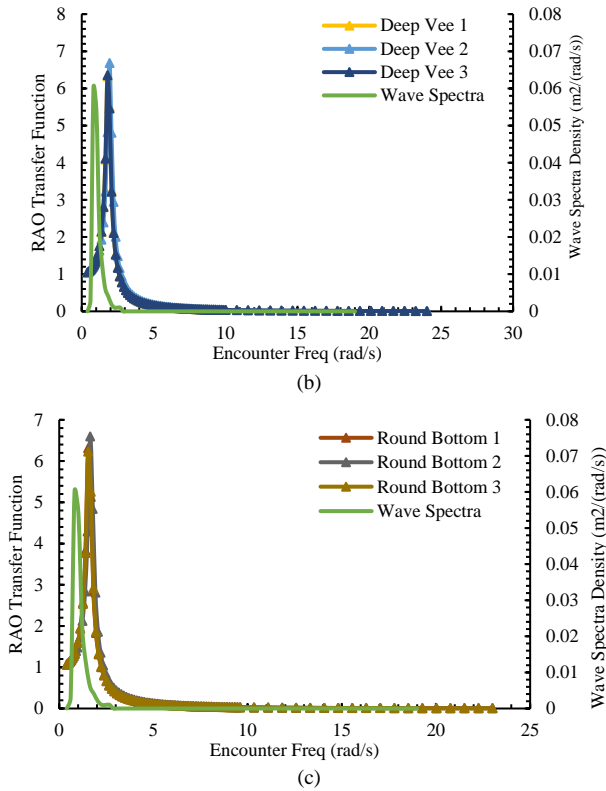 8
7
6
5
4
3
2
1
0
RAO Transfer Function
0.08
0.07
0.06
0.05
0.04
0.03
0.02
0.01
0
Wave Spectra Density (m2/(rad/s))
Deep Vee 1
Deep Vee 2
Deep Vee 3
Wave Spectra
0 5 10 15 20 25 30
Encounter Freq (rad/s)
(b)
7
6
5
4
3
2
1
0
RAO Transfer Function
0.08
0.07
0.06
0.05
0.04
0.03
0.02
0.01
0
Wave Spectra Density (m2/(rad/s))
Round Bottom 1
Round Bottom 2
Round Bottom 3
Wave Spectra
0 5 10 15 20 25
Encounter Freq (rad/s)
(c)